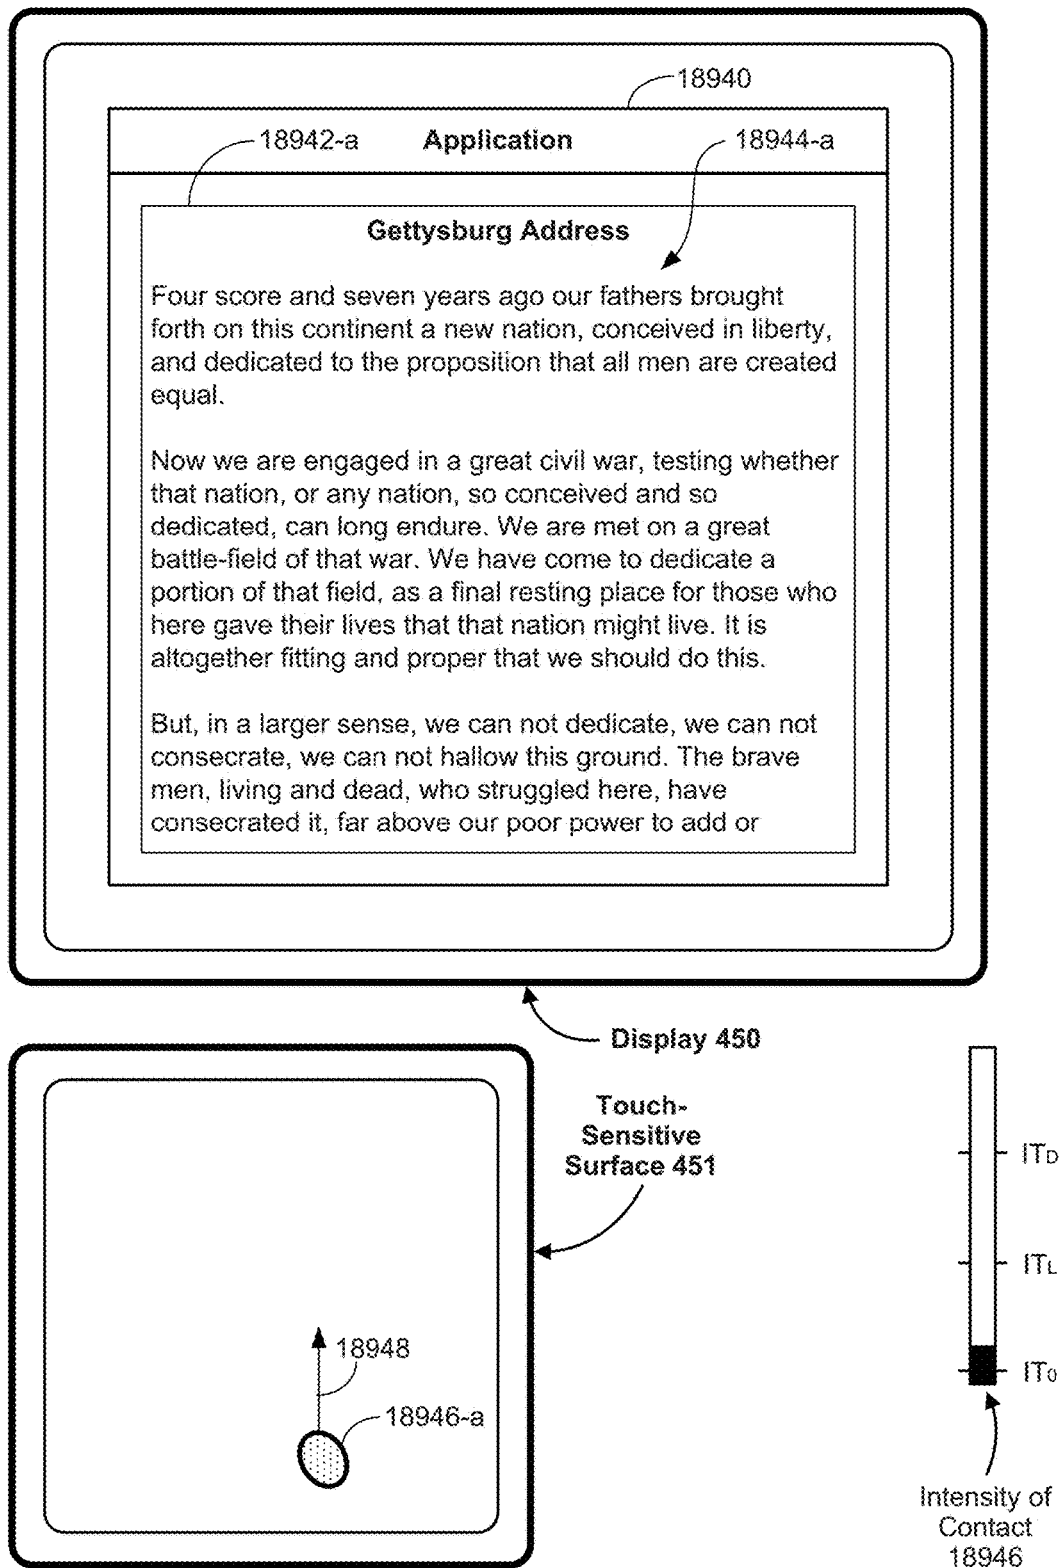 18940
18942-a
Application
18944-a
Gettysburg Address
Four score and seven years ago our fathers brought
forth on this continent a new nation, conceived in liberty,
and dedicated to the proposition that all men are created
equal.
Now we are engaged in a great civil war, testing whether
that nation, or any nation, so conceived and so
dedicated, can long endure. We are met on a great
battle-field of that war. We have come to dedicate a
portion of that field, as a final resting place for those who
here gave their lives that that nation might live. It is
altogether fitting and proper that we should do this.
But, in a larger sense, we can not dedicate, we can not
consecrate, we can not hallow this ground. The brave
men, living and dead, who struggled here, have
consecrated it, far above our poor power to add or
Display 450
Touch-
Sensitive
Surface 451
ITD
ITL
IT0
18948
18946-a
Intensity of
Contact
18946